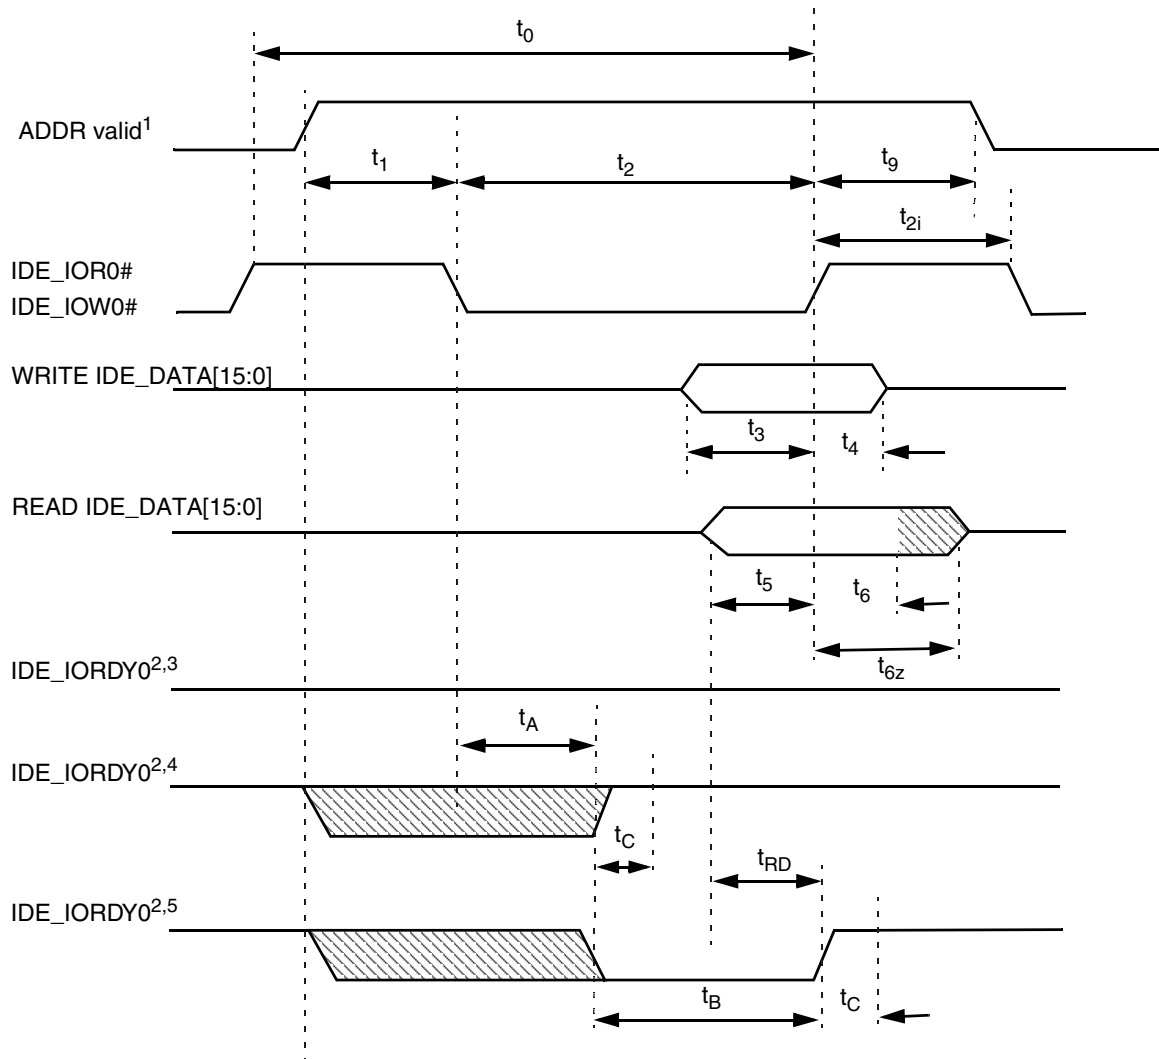 t0
ADDR valid1
t1
t2
t9
t2i
IDE_IOR0#
IDE_IOW0#
WRITE IDE_DATA[15:0]
t3
t4
READ IDE_DATA[15:0]
t5
t6
t6z
IDE_IORDY02,3
tA
IDE_IORDY02,4
tC
tRD
IDE_IORDY02,5
tB
tC